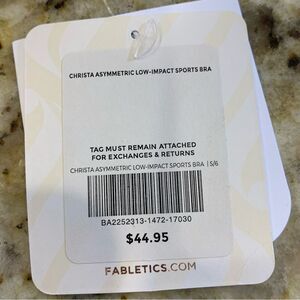 CHRISTA ASYMMETRIC LOW-IMPACT SPORTS BRA
TAG MUST REMAIN ATTACHED
FOR EXCHANGES & RETURNS
CHRISTA ASYMMETRIC LOW-IMPACT SPORTS BRA | S/6
BA2252313-1472-17030
$44.95
FABLETICS.COM